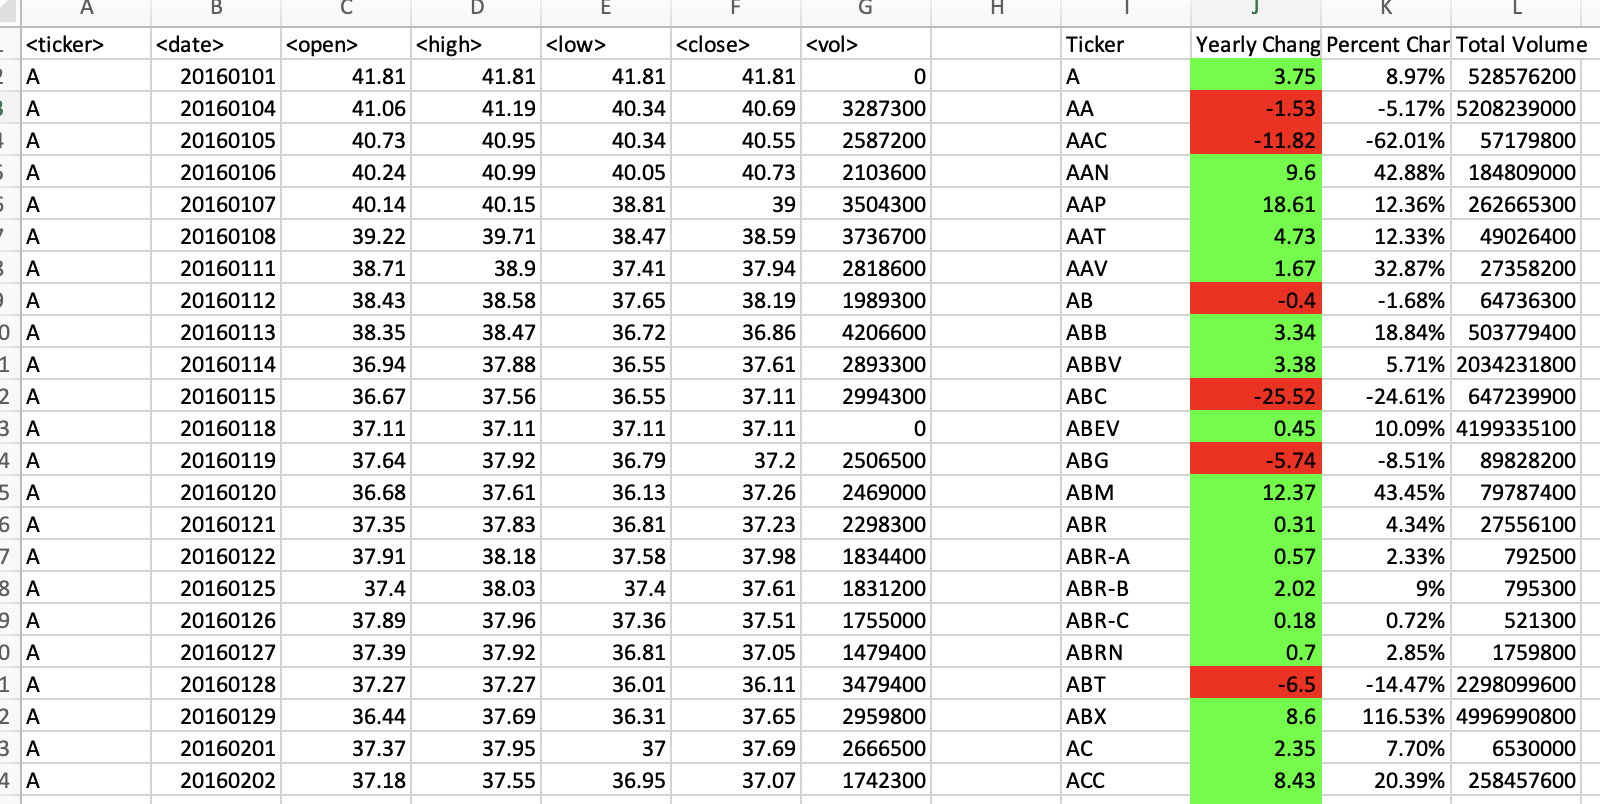 A B C D E F G H I J K L
<ticker> <date> <open> <high> <low> <close> <vol> Ticker Yearly Chang Percent Char Total Volume
A 20160101 41.81 41.81 41.81 41.81 0 A 3.75 8.97% 528576200
A 20160104 41.06 41.19 40.34 40.69 3287300 AA -1.53 -5.17% 5208239000
A 20160105 40.73 40.95 40.34 40.55 2587200 AAC -11.82 -62.01% 57179800
A 20160106 40.24 40.99 40.05 40.73 2103600 AAN 9.6 42.88% 184809000
A 20160107 40.14 40.15 38.81 39 3504300 AAP 18.61 12.36% 262665300
A 20160108 39.22 39.71 38.47 38.59 3736700 AAT 4.73 12.33% 49026400
A 20160111 38.71 38.9 37.41 37.94 2818600 AAV 1.67 32.87% 27358200
A 20160112 38.43 38.58 37.65 38.19 1989300 AB -0.4 -1.68% 64736300
0 A 20160113 38.35 38.47 36.72 36.86 4206600 ABB 3.34 18.84% 503779400
1 A 20160114 36.94 37.88 36.55 37.61 2893300 ABBV 3.38 5.71% 2034231800
2 A 20160115 36.67 37.56 36.55 37.11 2994300 ABC -25.52 -24.61% 647239900
3 A 20160118 37.11 37.11 37.11 37.11 0 ABEV 0.45 10.09% 4199335100
4 A 20160119 37.64 37.92 36.79 37.2 2506500 ABG -5.74 -8.51% 89828200
5 A 20160120 36.68 37.61 36.13 37.26 2469000 ABM 12.37 43.45% 79787400
6 A 20160121 37.35 37.83 36.81 37.23 2298300 ABR 0.31 4.34% 27556100
7 A 20160122 37.91 38.18 37.58 37.98 1834400 ABR-A 0.57 2.33% 792500
8 A 20160125 37.4 38.03 37.4 37.61 1831200 ABR-B 2.02 9% 795300
9 A 20160126 37.89 37.96 37.36 37.51 1755000 ABR-C 0.18 0.72% 521300
0 A 20160127 37.39 37.92 36.81 37.05 1479400 ABRN 0.7 2.85% 1759800
1 A 20160128 37.27 37.27 36.01 36.11 3479400 ABT -6.5 -14.47% 2298099600
2 A 20160129 36.44 37.69 36.31 37.65 2959800 ABX 8.6 116.53% 4996990800
3 A 20160201 37.37 37.95 37 37.69 2666500 AC 2.35 7.70% 6530000
4 A 20160202 37.18 37.55 36.95 37.07 1742300 ACC 8.43 20.39% 258457600